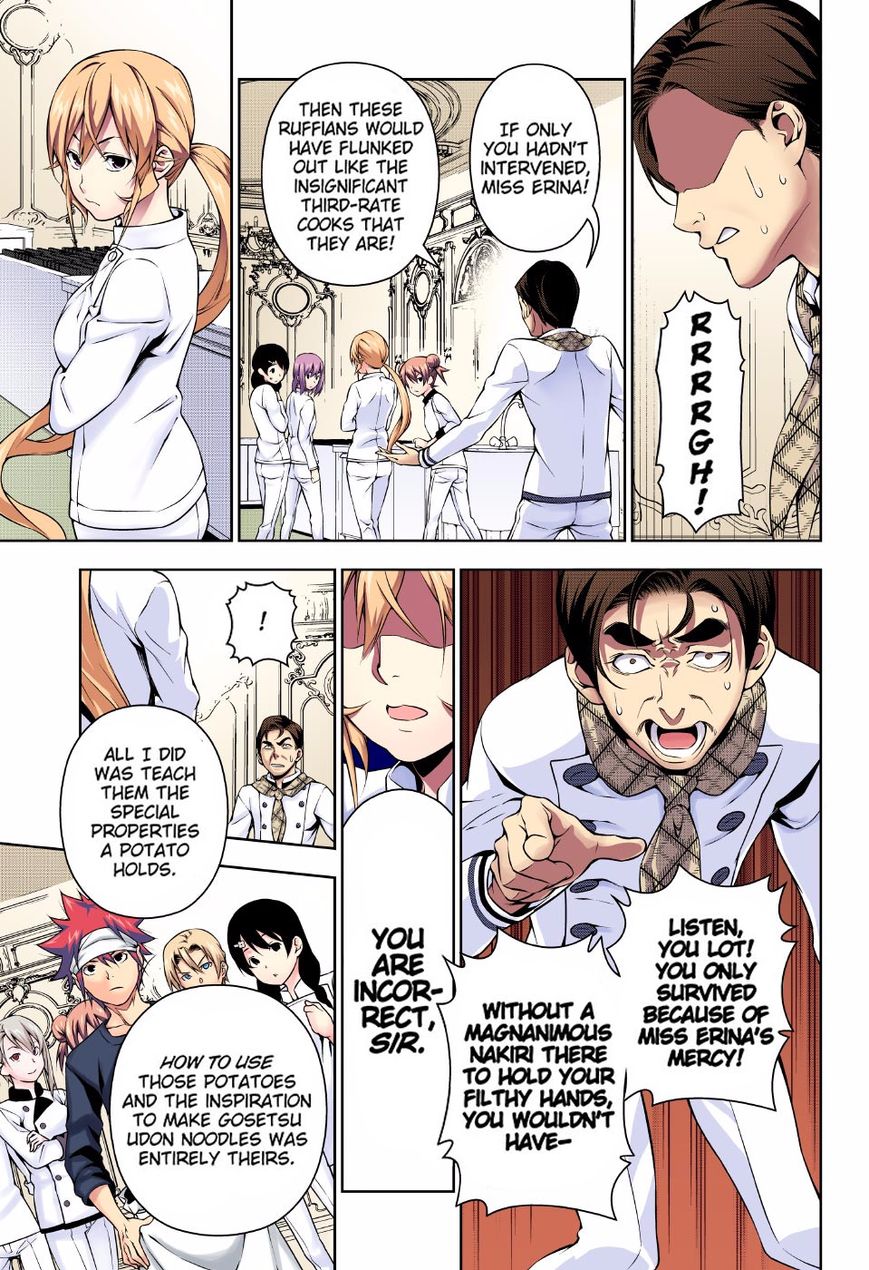 RRRRGH!
IF ONLY
YOU HADN'T
INTERVENED,
MISS ERINA!
THEN THESE
RUFFIANS WOULD
HAVE FLUNKED
OUT LIKE THE
INSIGNIFICANT
THIRD-RATE
COOKS THAT
THEY ARE!
LISTEN,
YOU LOT!
YOU ONLY
SURVIVED
BECAUSE OF
MISS ERINA'S
MERCY!
WITHOUT A
MAGNANIMOUS
NAKIRI THERE
TO HOLD YOUR
FILTHY HANDS,
YOU WOULDN'T
HAVE–
YOU
ARE
INCOR-
RECT,
SIR.
!
ALL I DID
WAS TEACH
THEM THE
SPECIAL
PROPERTIES
A POTATO
HOLDS.
HOW TO USE
THOSE POTATOES
AND THE INSPIRATION
TO MAKE GOSETSU
UDON NOODLES WAS
ENTIRELY THEIRS.